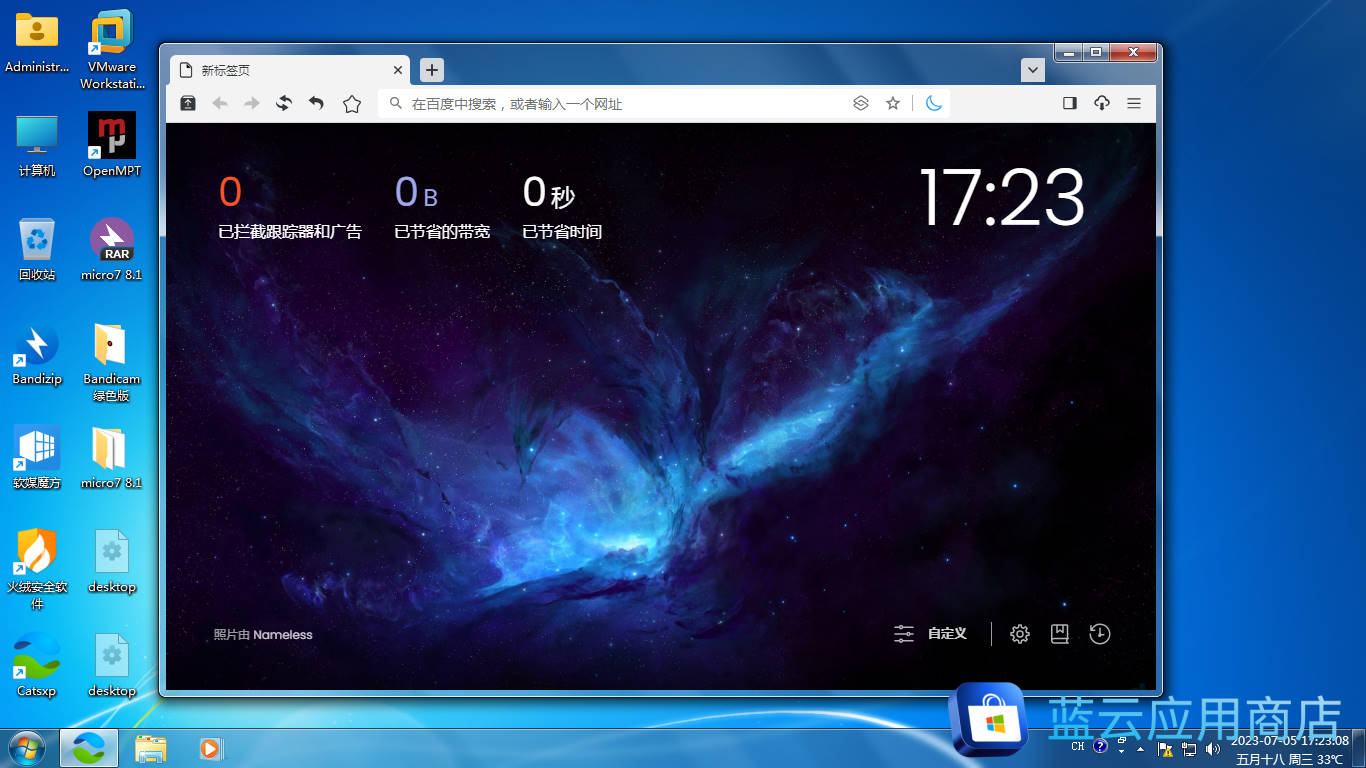 Administr...
VMware
Workstati...
计算机
OpenMPT
回收站
RAR
micro7 8.1
Bandizip
Bandicam
绿色版
软媒魔方
micro7 8.1
火绒安全软
件
desktop
Catsxp
desktop
新标签页
在百度中搜索，或者输入一个网址
0
已拦截跟踪器和广告
0 B
已节省的带宽
0 秒
已节省时间
17:23
照片由 Nameless
自定义
蓝云应用商店
CH
2023-07-05 17:23:08
五月十八 周三 33℃